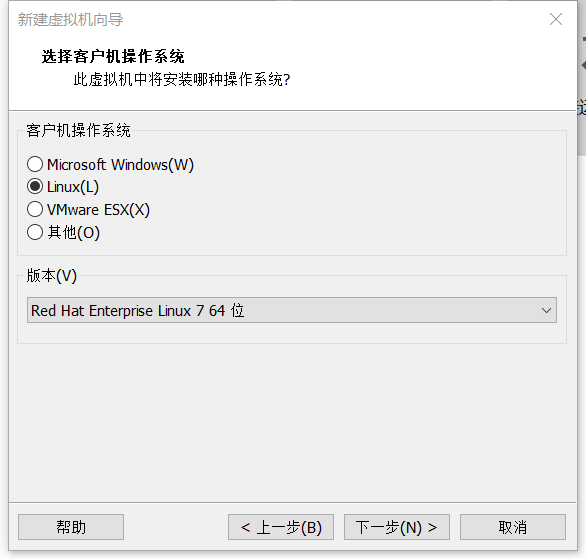 新建虚拟机向导
选择客户机操作系统
此虚拟机中将安装哪种操作系统?
客户机操作系统
Microsoft Windows(W)
Linux(L)
VMware ESX(X)
其他(O)
版本(V)
Red Hat Enterprise Linux 7 64 位
帮助
< 上一步(B)
下一步(N) >
取消